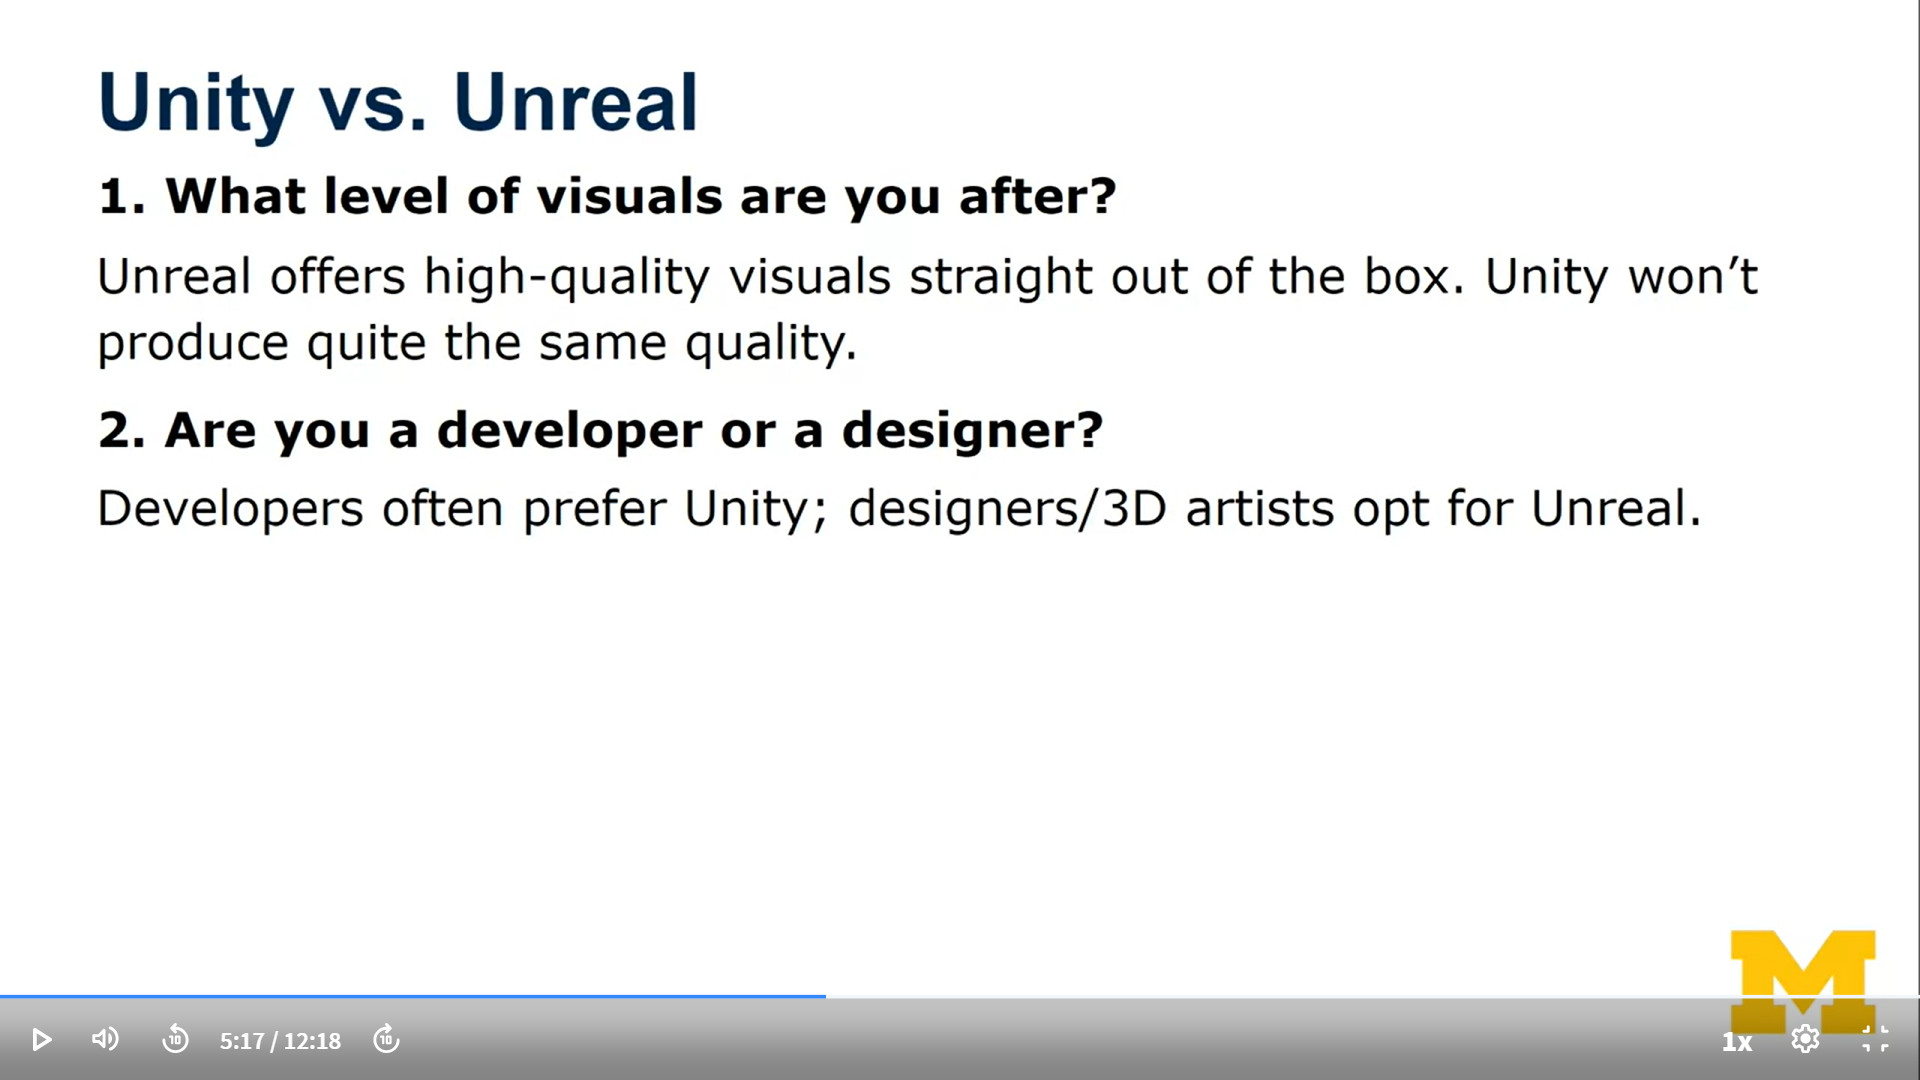 Unity vs. Unreal
1. What level of visuals are you after?
Unreal offers high-quality visuals straight out of the box. Unity won’t
produce quite the same quality.
2. Are you a developer or a designer?
Developers often prefer Unity; designers/3D artists opt for Unreal.
M
10 5:17 / 12:18 10 1x